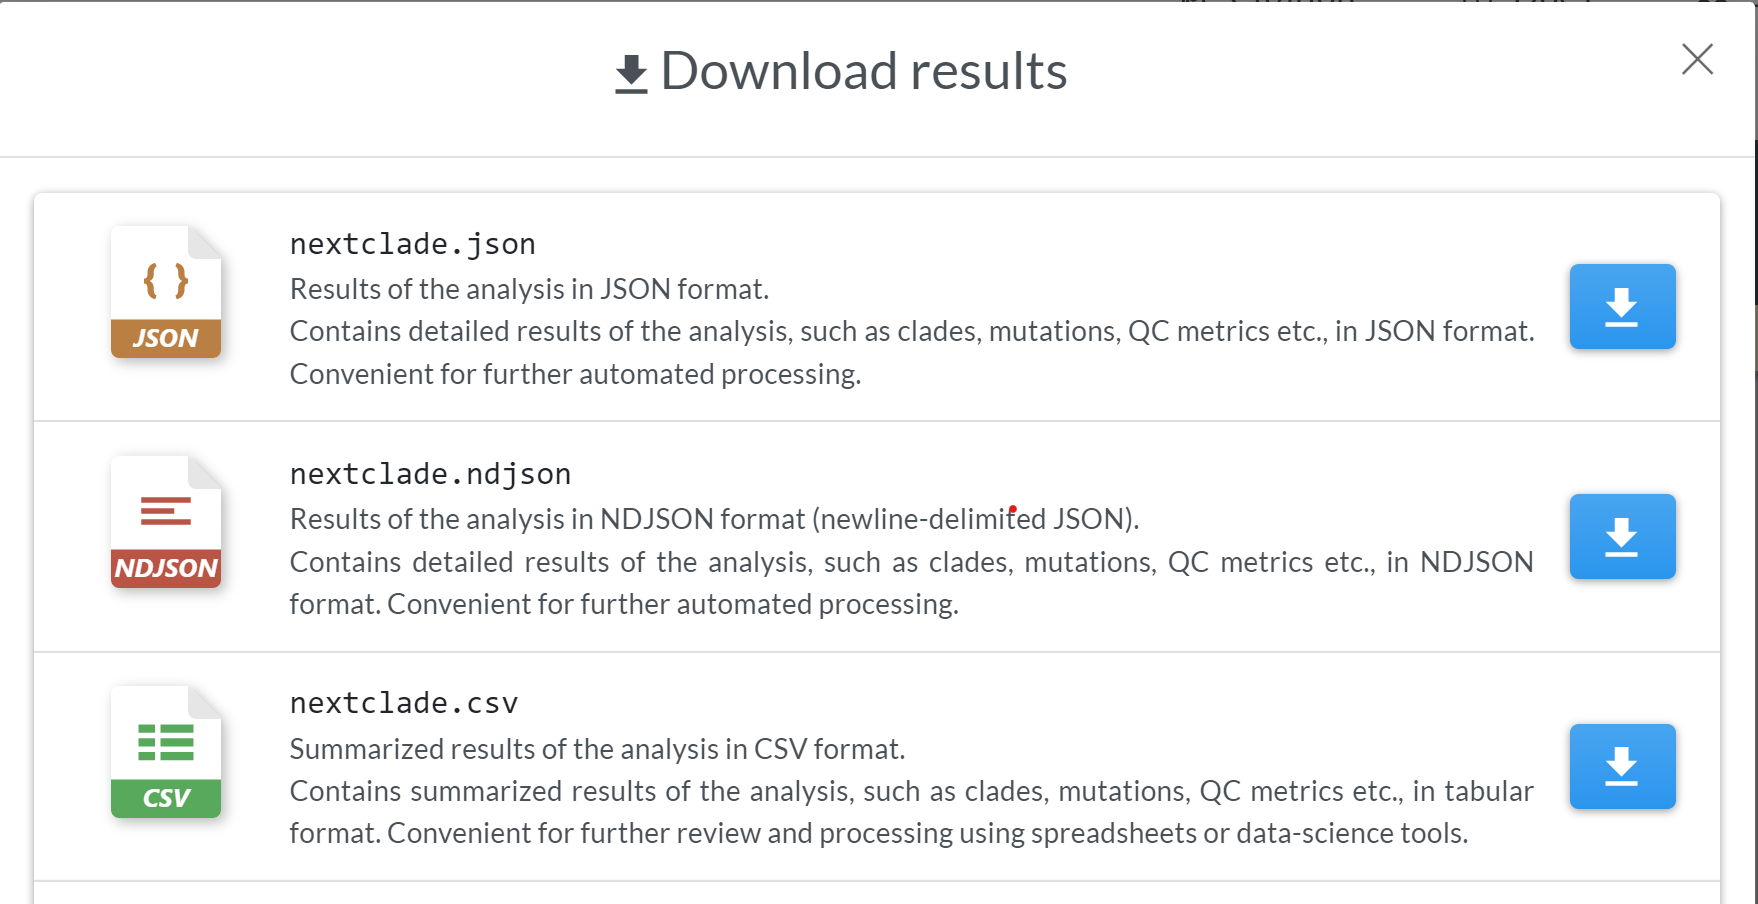 Download results
nextclade.json
Results of the analysis in JSON format.
Contains detailed results of the analysis, such as clades, mutations, QC metrics etc., in JSON format.
Convenient for further automated processing.
{ }
JSON
nextclade.ndjson
Results of the analysis in NDJSON format (newline-delimited JSON).
Contains detailed results of the analysis, such as clades, mutations, QC metrics etc., in NDJSON
format. Convenient for further automated processing.
NDJSON
nextclade.csv
Summarized results of the analysis in CSV format.
Contains summarized results of the analysis, such as clades, mutations, QC metrics etc., in tabular
format. Convenient for further review and processing using spreadsheets or data-science tools.
CSV